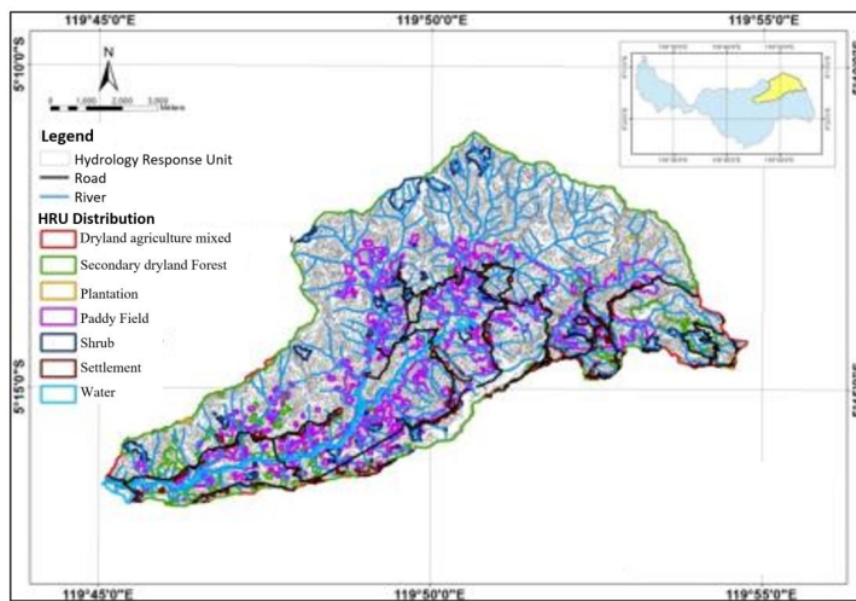 119°45'0"E 119°50'0"E 119°55'0"E
5°10'0"S
N
0 1,000 2,000 3,000
Meters
Legend
Hydrology Response Unit
Road
River
HRU Distribution
Dryland agriculture mixed
Secondary dryland Forest
Plantation
Paddy Field
Shrub
Settlement
Water
5°15'0"S
119°45'0"E 119°50'0"E 119°55'0"E